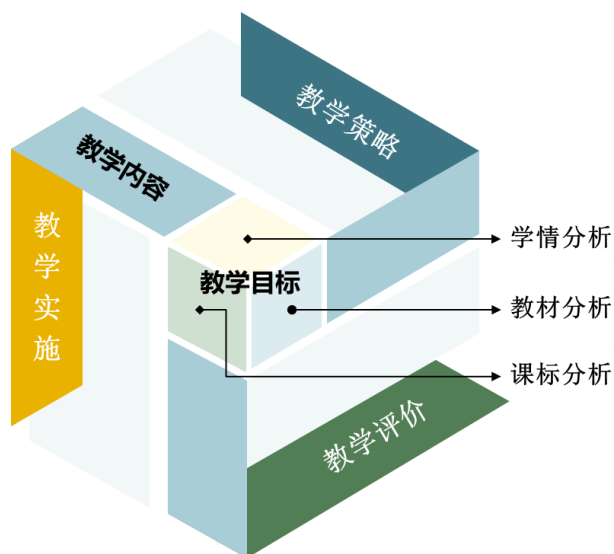 教学策略
教学内容
学情分析
教学实施
教学目标
教材分析
课标分析
教学评价